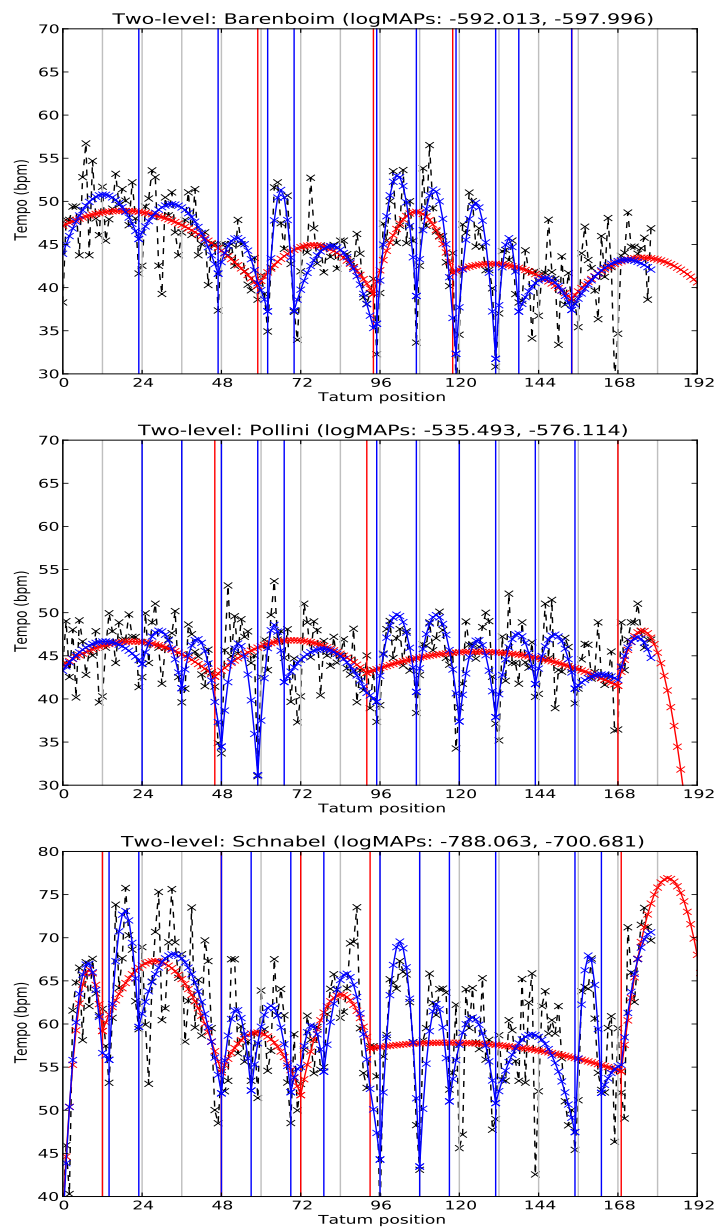 Two-level: Barenboim (logMAPs: -592.013, -597.996)
70
65
60
55
50
45
40
35
30
Tempo (bpm)
0 24 48 72 96 120 144 168 192
Tatum position
Two-level: Pollini (logMAPs: -535.493, -576.114)
70
65
60
55
50
45
40
35
30
Tempo (bpm)
0 24 48 72 96 120 144 168 192
Tatum position
Two-level: Schnabel (logMAPs: -788.063, -700.681)
80
75
70
65
60
55
50
45
40
Tempo (bpm)
0 24 48 72 96 120 144 168 192
Tatum position